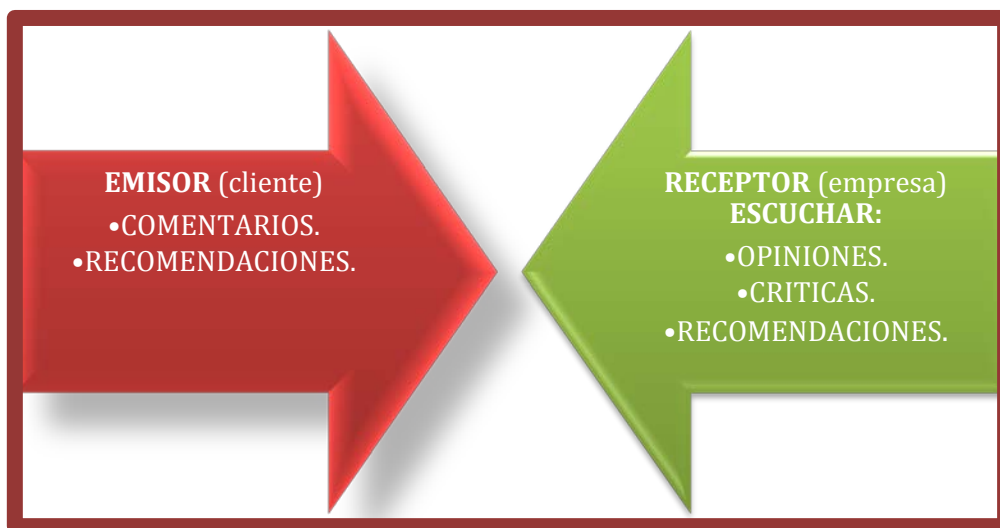 EMISOR (cliente)
•COMENTARIOS.
•RECOMENDACIONES.
RECEPTOR (empresa)
ESCUCHAR:
•OPINIONES.
•CRITICAS.
•RECOMENDACIONES.